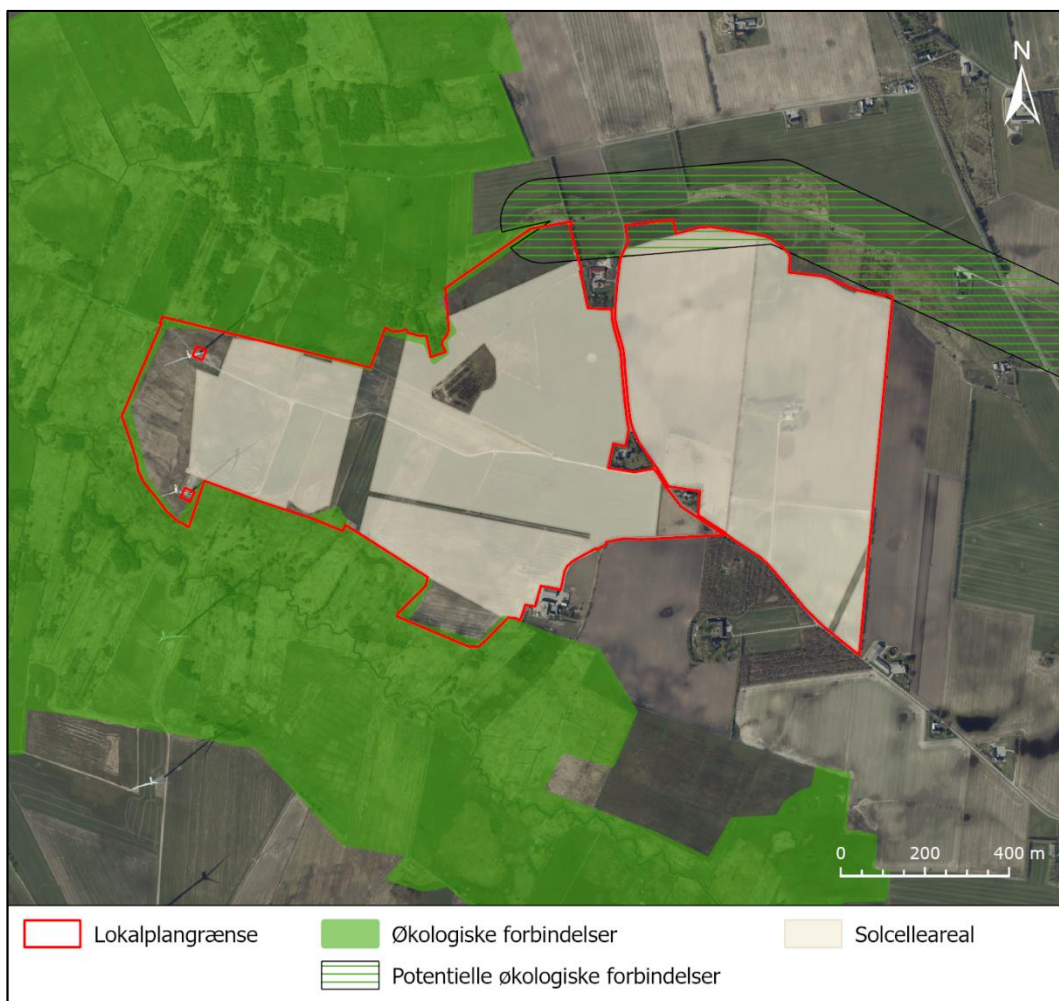 N
0 200 400 m
Lokalplangrænse
Økologiske forbindelser
Solcelleareal
Potentielle økologiske forbindelser